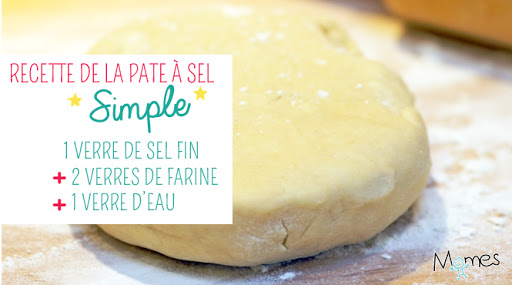 RECETTE DE LA PATE À SEL
Simple
1 VERRE DE SEL FIN
+ 2 VERRES DE FARINE
+ 1 VERRE D'EAU
Momes